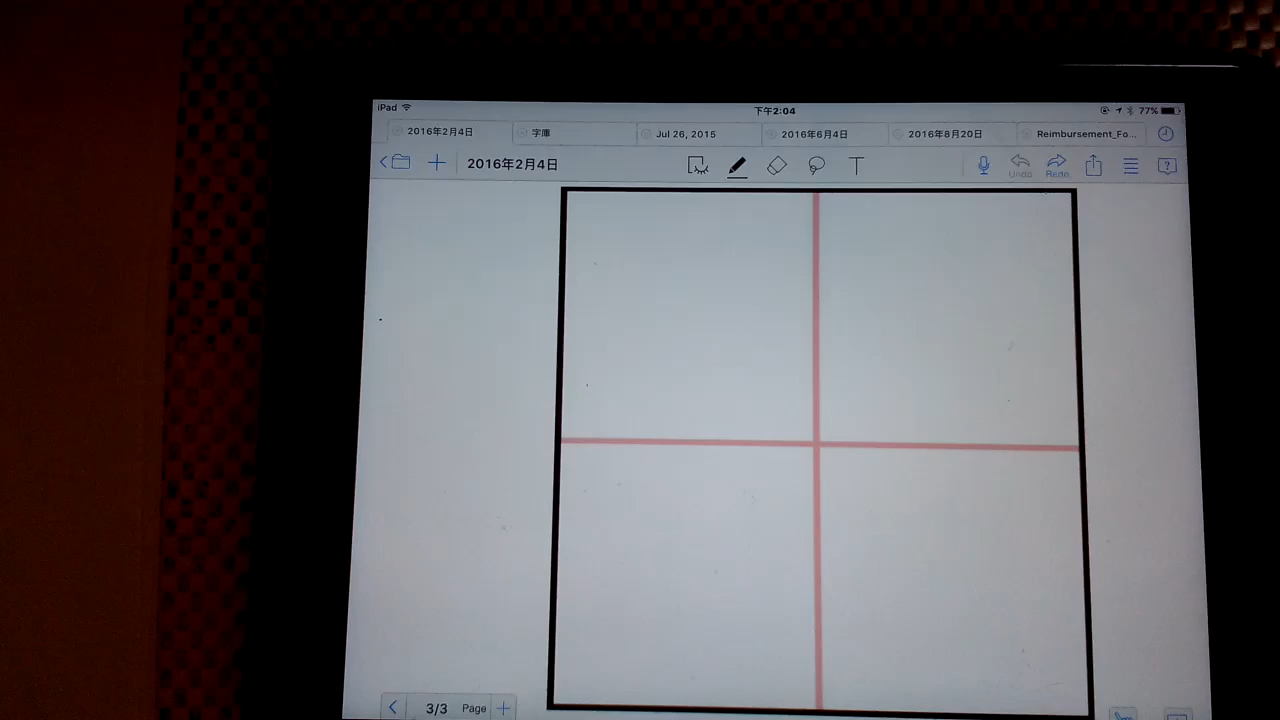 iPad 下午2:04 77%
2016年2月4日 字庫 Jul 26, 2015 2016年6月4日 2016年8月20日 Reimbursement_Fo...
2016年2月4日 T Undo Redo ?
3/3 Page